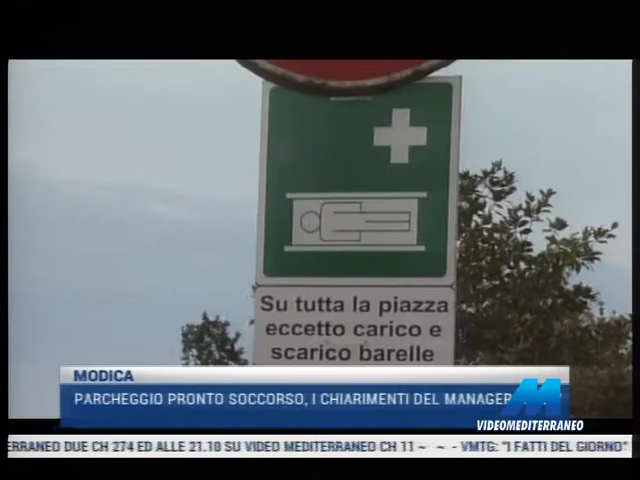 Su tutta la piazza
eccetto carico e
scarico barelle
MODICA
PARCHEGGIO PRONTO SOCCORSO, I CHIARIMENTI DEL MANAGER
VIDEOMEDITERRANEO
ERRANEO DUE CH 274 ED ALLE 21.10 SU VIDEO MEDITERRANEO CH 11 ~ ~ - VMTG: "I FATTI DEL GIORNO"